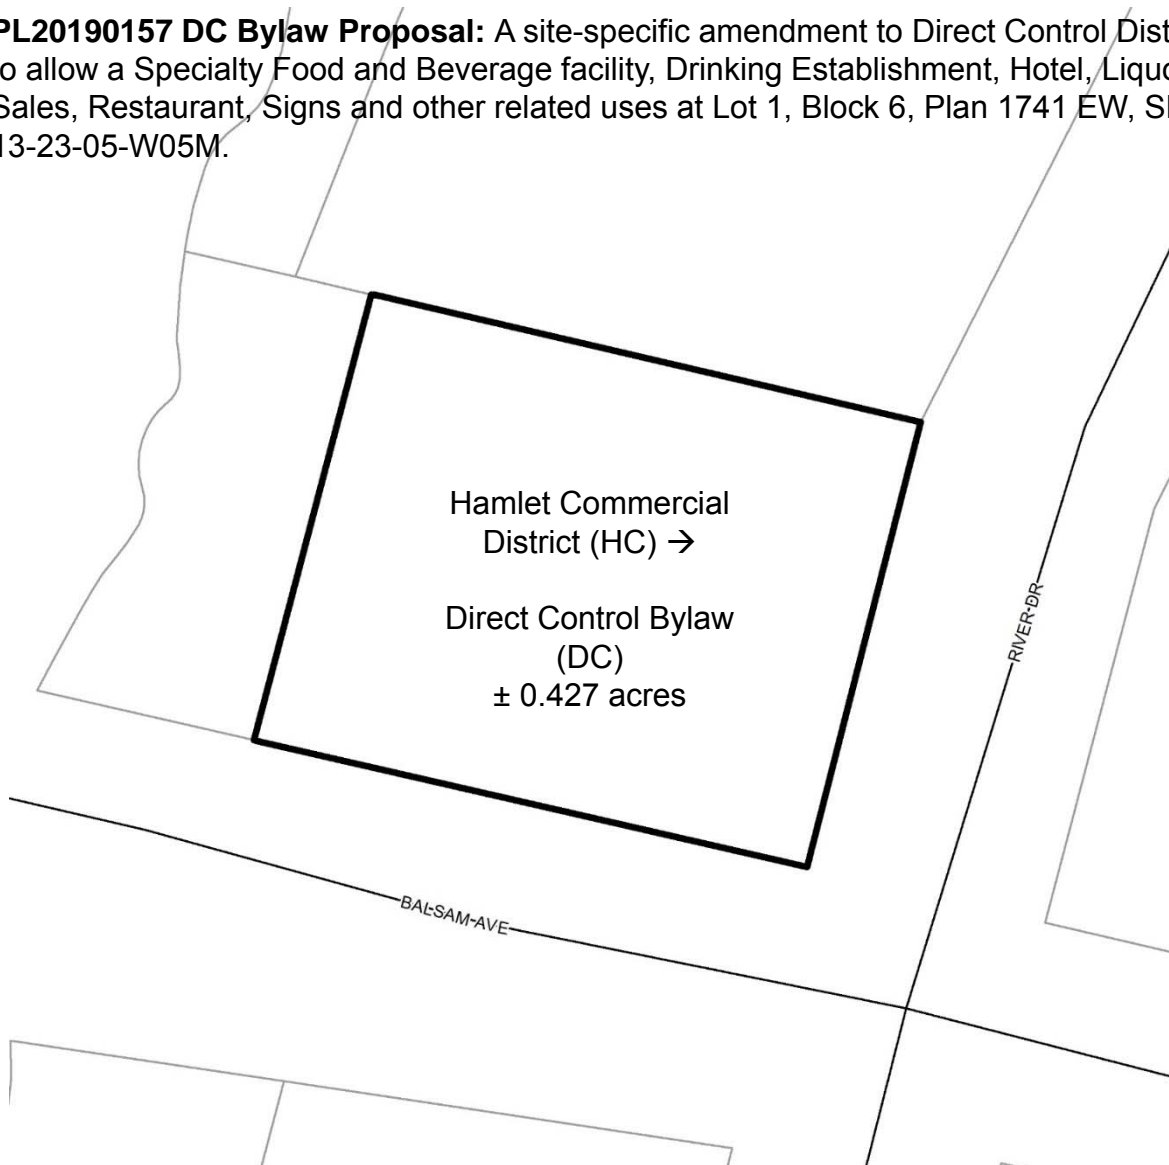 PL20190157 DC Bylaw Proposal: A site-specific amendment to Direct Control Dist
to allow a Specialty Food and Beverage facility, Drinking Establishment, Hotel, Liquo
Sales, Restaurant, Signs and other related uses at Lot 1, Block 6, Plan 1741 EW,
13-23-05-W05M.
Hamlet Commercial
District (HC) →
Direct Control Bylaw
(DC)
± 0.427 acres
RIVER DR
BALSAM AVE